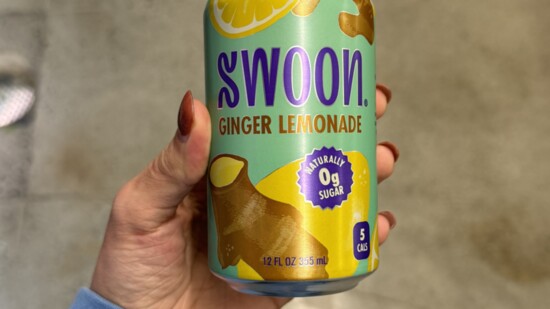 SWOON.
GINGER LEMONADE
NATURALLY
0g
SUGAR
5
CALS
12 FL OZ 355 mL